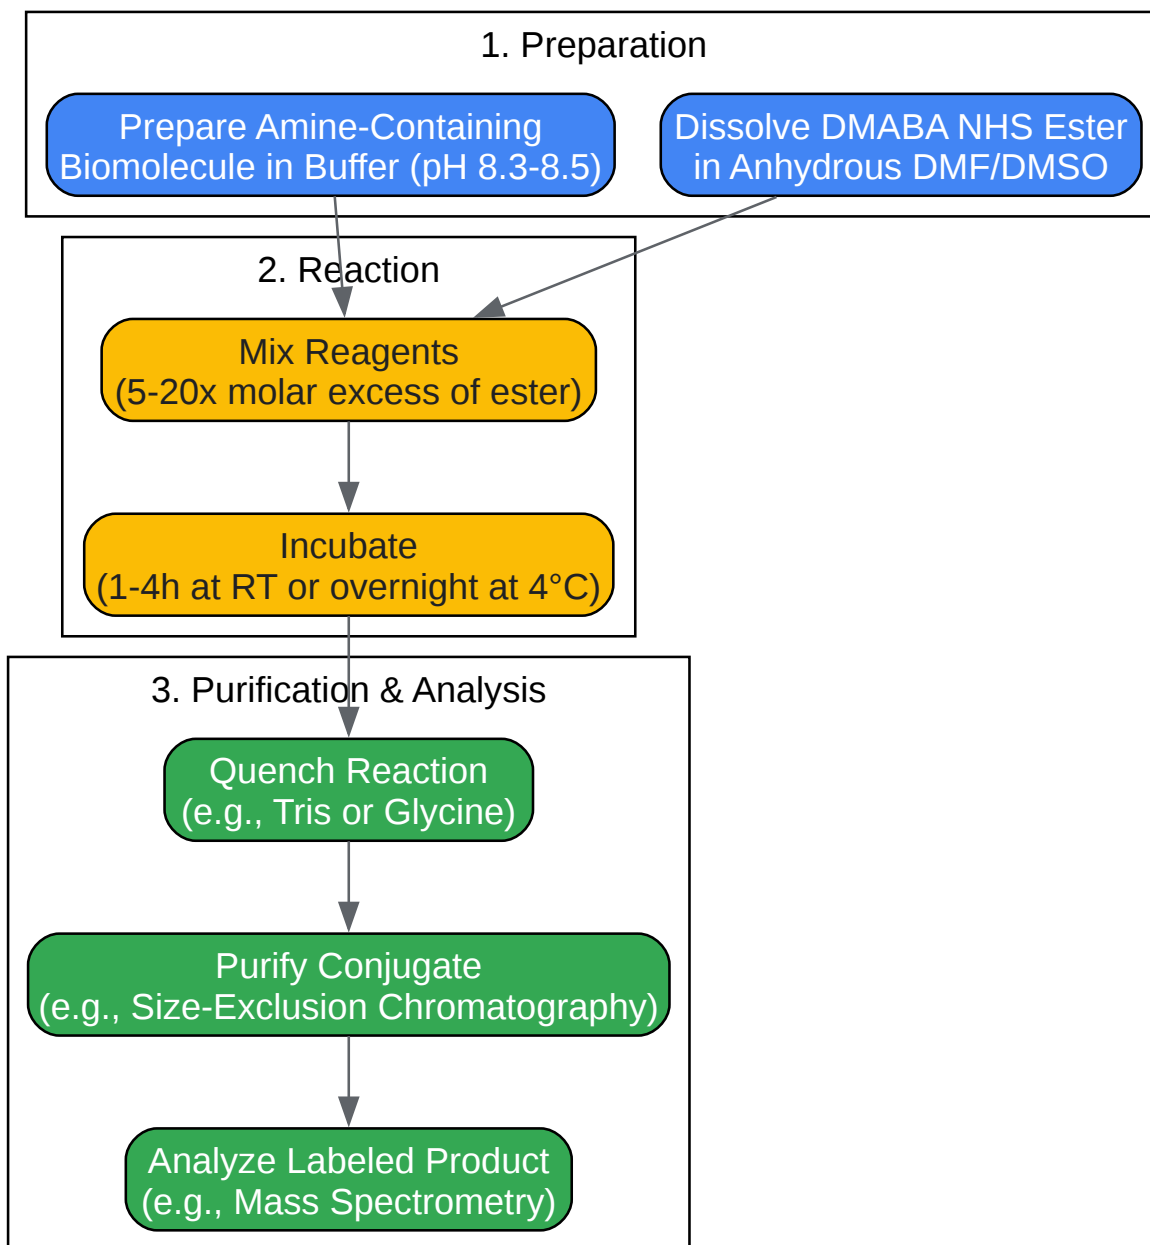 1. Preparation
Prepare Amine-Containing
Biomolecule in Buffer (pH 8.3-8.5)
Dissolve DMABA NHS Ester
in Anhydrous DMF/DMSO
2. Reaction
Mix Reagents
(5-20x molar excess of ester)
Incubate
(1-4h at RT or overnight at 4°C)
3. Purification & Analysis
Quench Reaction
(e.g., Tris or Glycine)
Purify Conjugate
(e.g., Size-Exclusion Chromatography)
Analyze Labeled Product
(e.g., Mass Spectrometry)